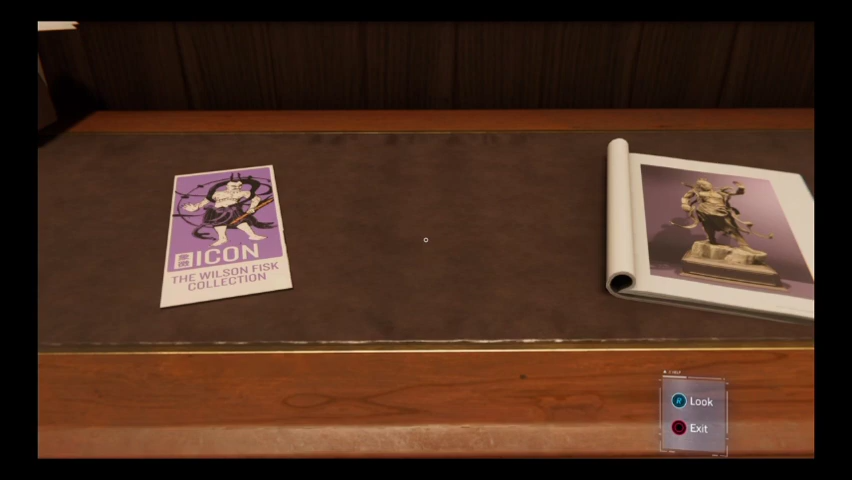 ICON
THE WILSON FISK
COLLECTION
R Look
Exit